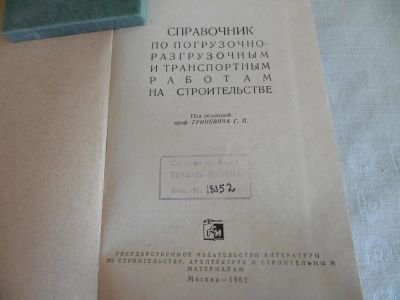 СПРАВОЧНИК
ПО ПОГРУЗОЧНО-
РАЗГРУЗОЧНЫМ
И ТРАНСПОРТНЫМ
РАБОТАМ
НА СТРОИТЕЛЬСТВЕ
Под редакцией
проф. ГРИНЕВИЧА Г. П.
18152
ГОСУДАРСТВЕННОЕ ИЗДАТЕЛЬСТВО ЛИТЕРАТУРЫ
ПО СТРОИТЕЛЬСТВУ, АРХИТЕКТУРЕ И СТРОИТЕЛЬНЫМ
МАТЕРИАЛАМ
Москва—1962